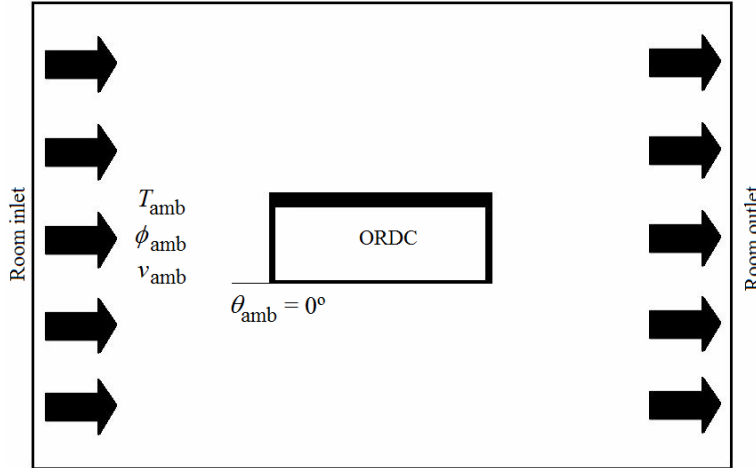 Room inlet
T_amb
ϕ_amb
v_amb
ORDC
θ_amb = 0º
Room outlet